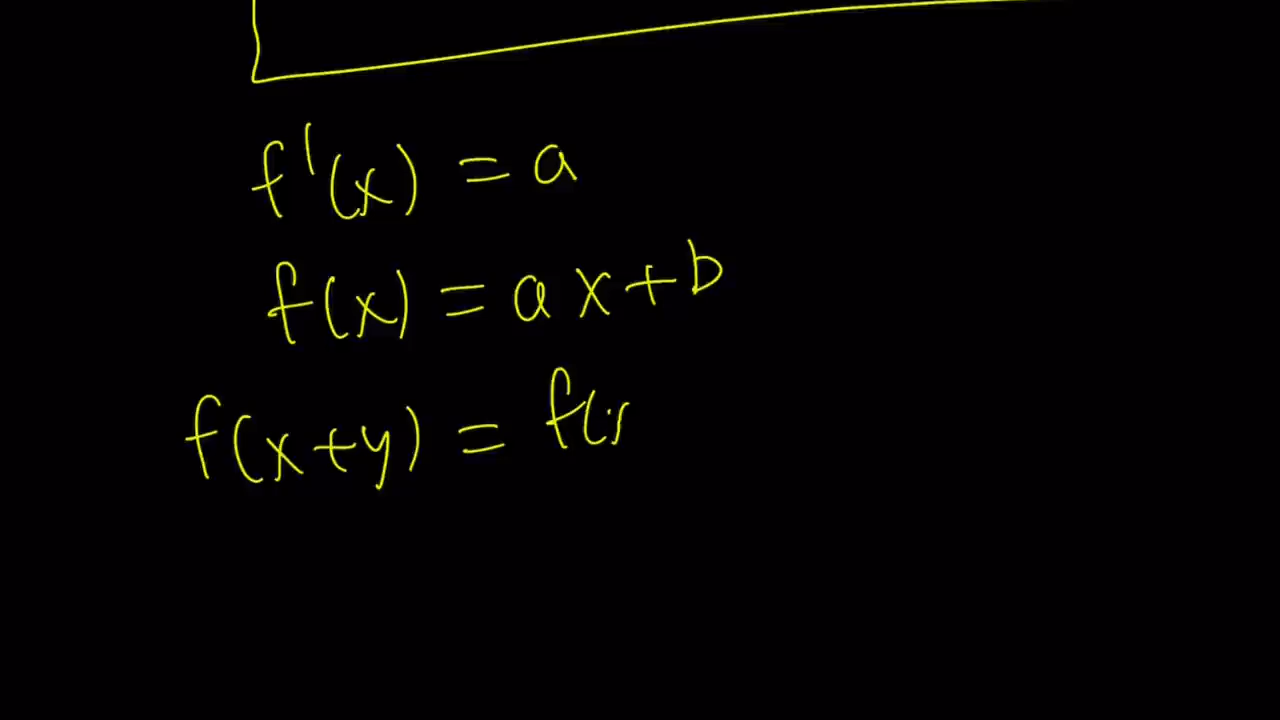 f'(x) = a
f(x) = ax+b
f(x+y) = f(